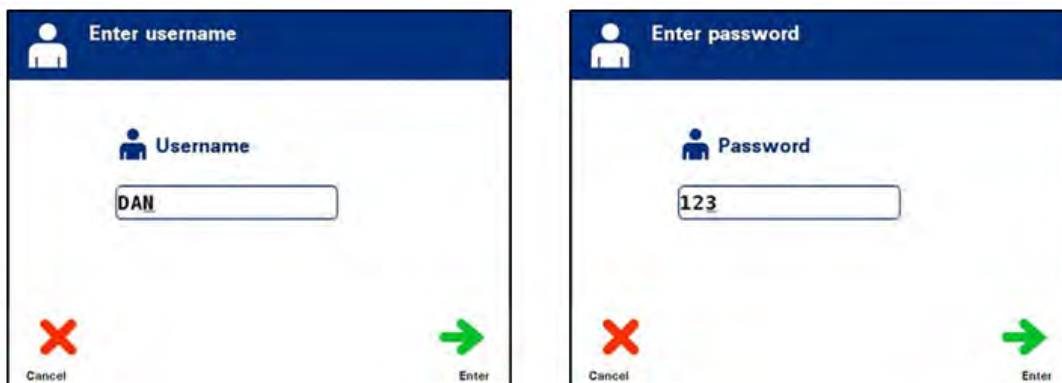 Enter username
Username
DAN
Cancel
Enter
Enter password
Password
123
Cancel
Enter